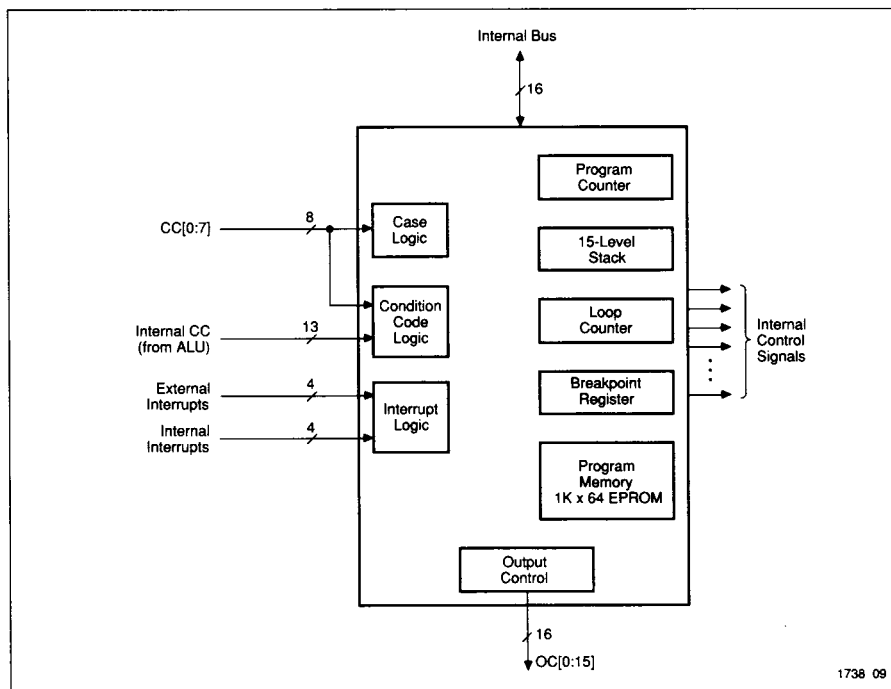 Internal Bus
16
Program
Counter
CC[0:7]
8
Case
Logic
15-Level
Stack
Condition
Code
Logic
Internal CC
(from ALU)
13
Loop
Counter
Internal
Control
Signals
External
Interrupts
4
Interrupt
Logic
Breakpoint
Register
Internal
Interrupts
4
Program
Memory
1K x 64 EPROM
Output
Control
16
OC[0:15]
1738 09